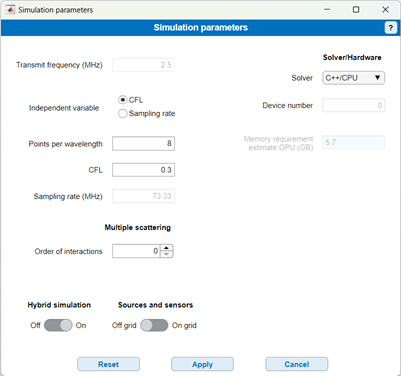 Simulation parameters
Simulation parameters
?
Solver/Hardware
Transmit frequency (MHz) 2.5
Solver C++/CPU
Independent variable CFL
Sampling rate
Device number 0
Points per wavelength 8
Memory requirement
estimate GPU (GB) 5.7
CFL 0.3
Sampling rate (MHz) 73.33
Multiple scattering
Order of interactions 0
Hybrid simulation Sources and sensors
Off On Off grid On grid
Reset Apply Cancel